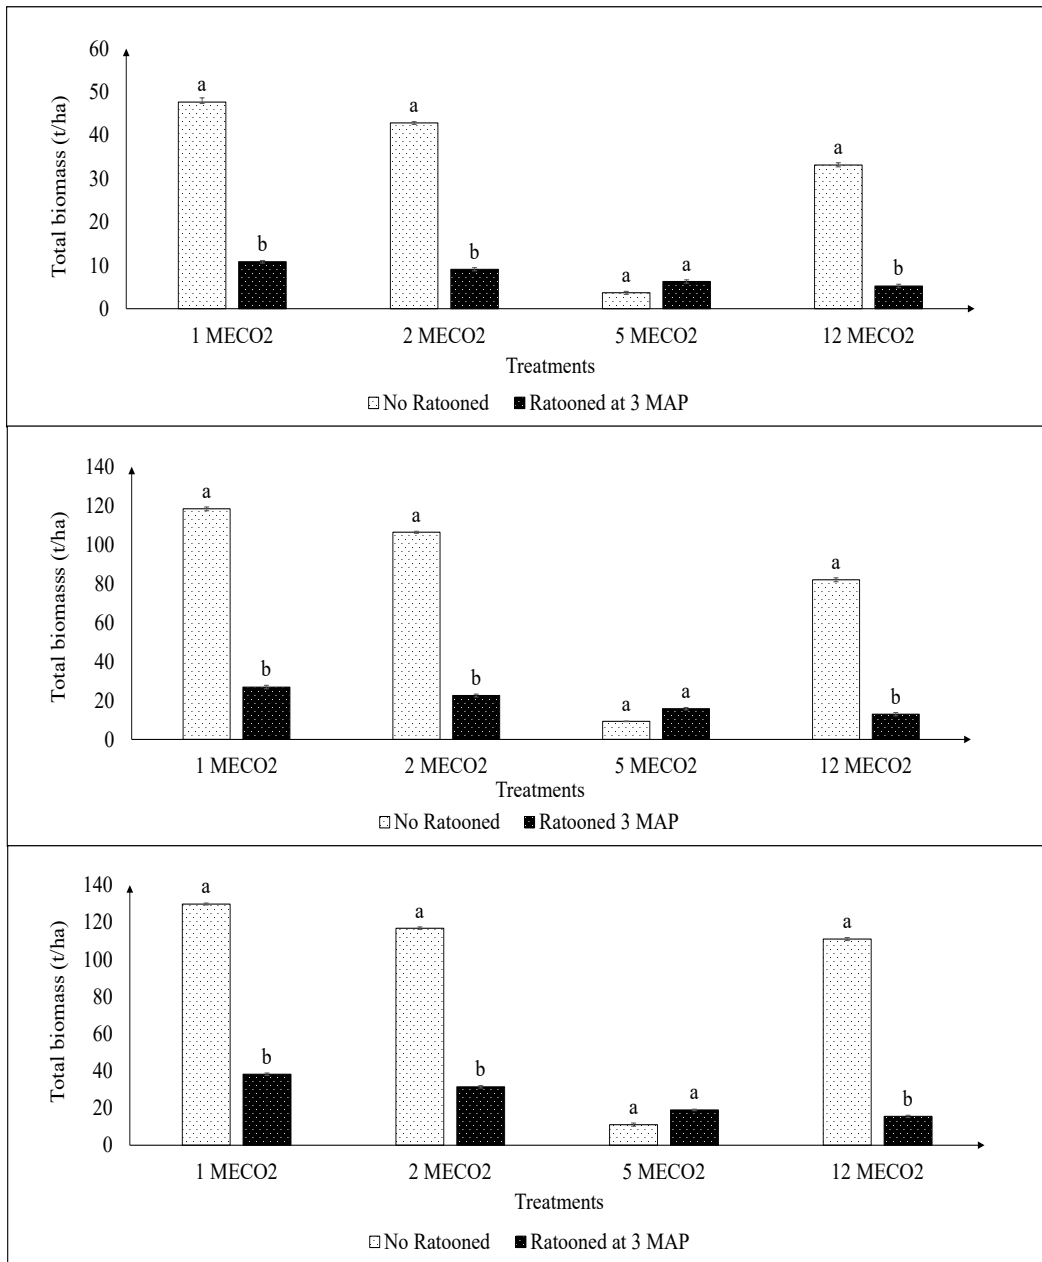 Total biomass (t/ha)
60
50
40
30
20
10
0
a
b
a
b
a
a
a
b
1 MECO2 2 MECO2 5 MECO2 12 MECO2
Treatments
No Ratooned Ratooned at 3 MAP
Total biomasss (t/ha)
140
120
100
80
60
40
20
0
a
b
a
b
a
a
a
b
1 MECO2 2 MECO2 5 MECO2 12 MECO2
Treatments
No Ratooned Ratooned 3 MAP
Total biomass (t/ha)
140
120
100
80
60
40
20
0
a
b
a
b
a
a
a
b
1 MECO2 2 MECO2 5 MECO2 12 MECO2
Treatments
No Ratooned Ratooned at 3 MAP